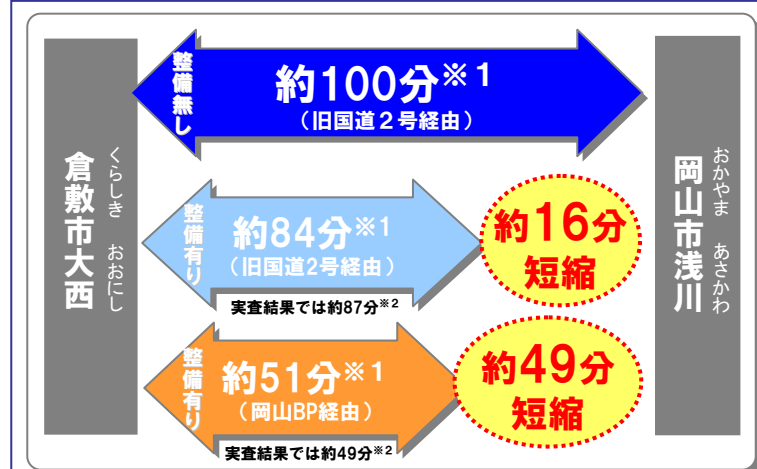 倉敷市大西
くらしき おおにし
岡山市浅川
おかやま あさかわ
整備無し
約100分※1
（旧国道２号経由）
整備有り
約84分※1
（旧国道2号経由）
実査結果では約87分※2
約16分
短縮
整備有り
約51分※1
（岡山BP経由）
実査結果では約49分※2
約49分
短縮